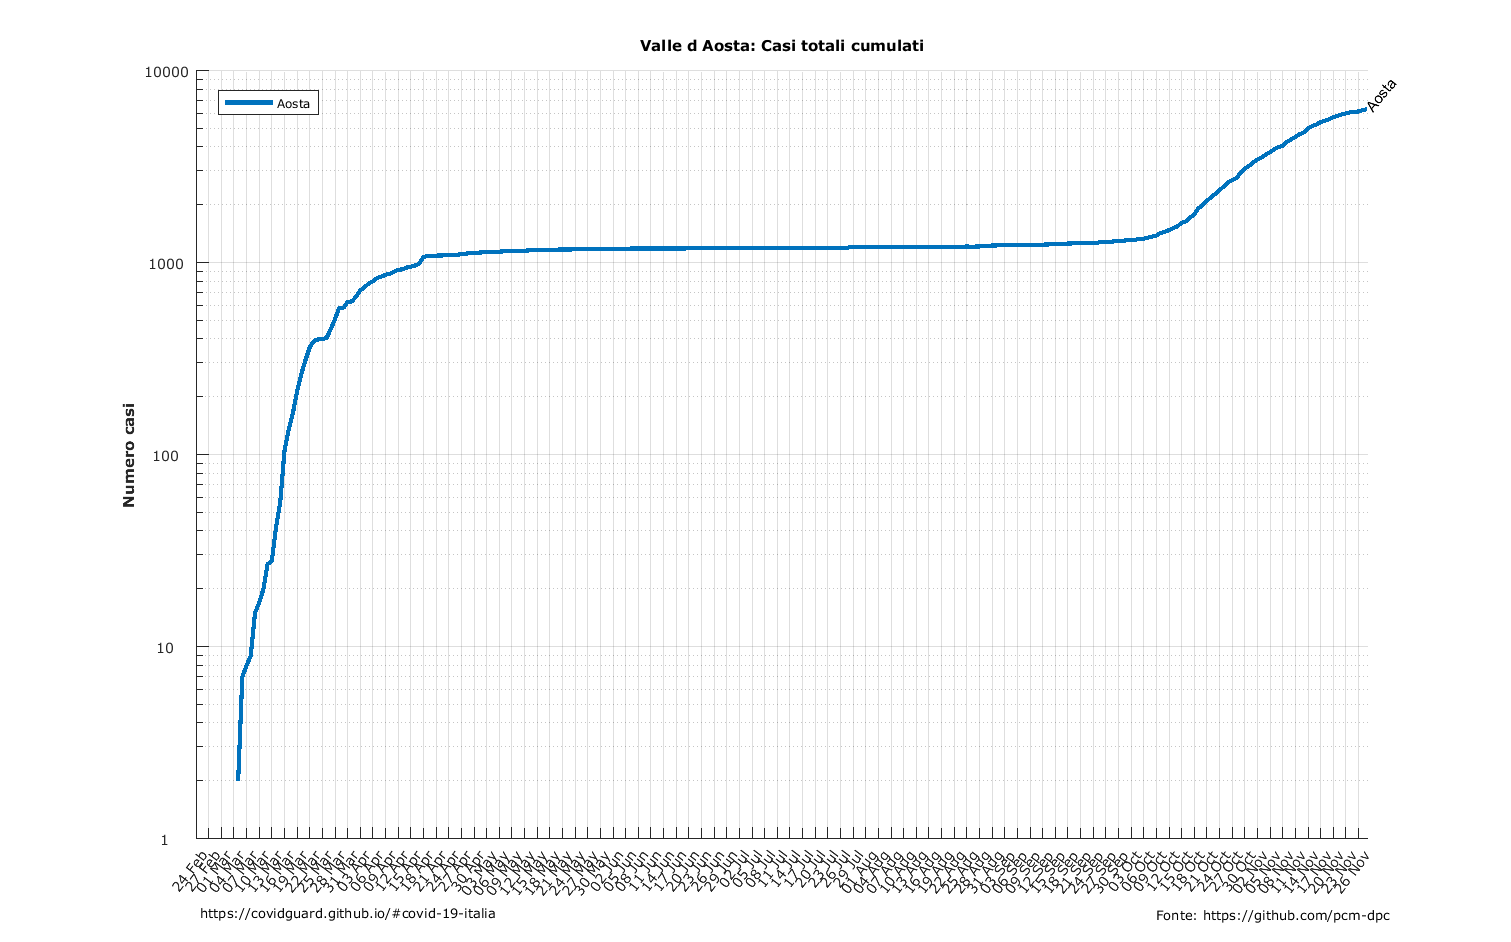 Valle d Aosta: Casi totali cumulati
10000
Aosta
Aosta
1000
Numero casi
100
10
1
24 Feb
27 Feb
01 Mar
04 Mar
07 Mar
10 Mar
13 Mar
16 Mar
19 Mar
22 Mar
25 Mar
28 Mar
31 Mar
03 Apr
06 Apr
09 Apr
12 Apr
15 Apr
18 Apr
21 Apr
24 Apr
27 Apr
30 Apr
03 May
06 May
09 May
12 May
15 May
18 May
21 May
24 May
27 May
30 May
02 Jun
05 Jun
08 Jun
11 Jun
14 Jun
17 Jun
20 Jun
23 Jun
26 Jun
29 Jun
02 Jul
05 Jul
08 Jul
11 Jul
14 Jul
17 Jul
20 Jul
23 Jul
26 Jul
29 Jul
01 Aug
04 Aug
07 Aug
10 Aug
13 Aug
16 Aug
19 Aug
22 Aug
25 Aug
28 Aug
31 Aug
03 Sep
06 Sep
09 Sep
12 Sep
15 Sep
18 Sep
21 Sep
24 Sep
27 Sep
30 Sep
03 Oct
06 Oct
09 Oct
12 Oct
15 Oct
18 Oct
21 Oct
24 Oct
27 Oct
30 Oct
02 Nov
05 Nov
08 Nov
11 Nov
14 Nov
17 Nov
20 Nov
23 Nov
26 Nov
https://covidguard.github.io/#covid-19-italia
Fonte: https://github.com/pcm-dpc